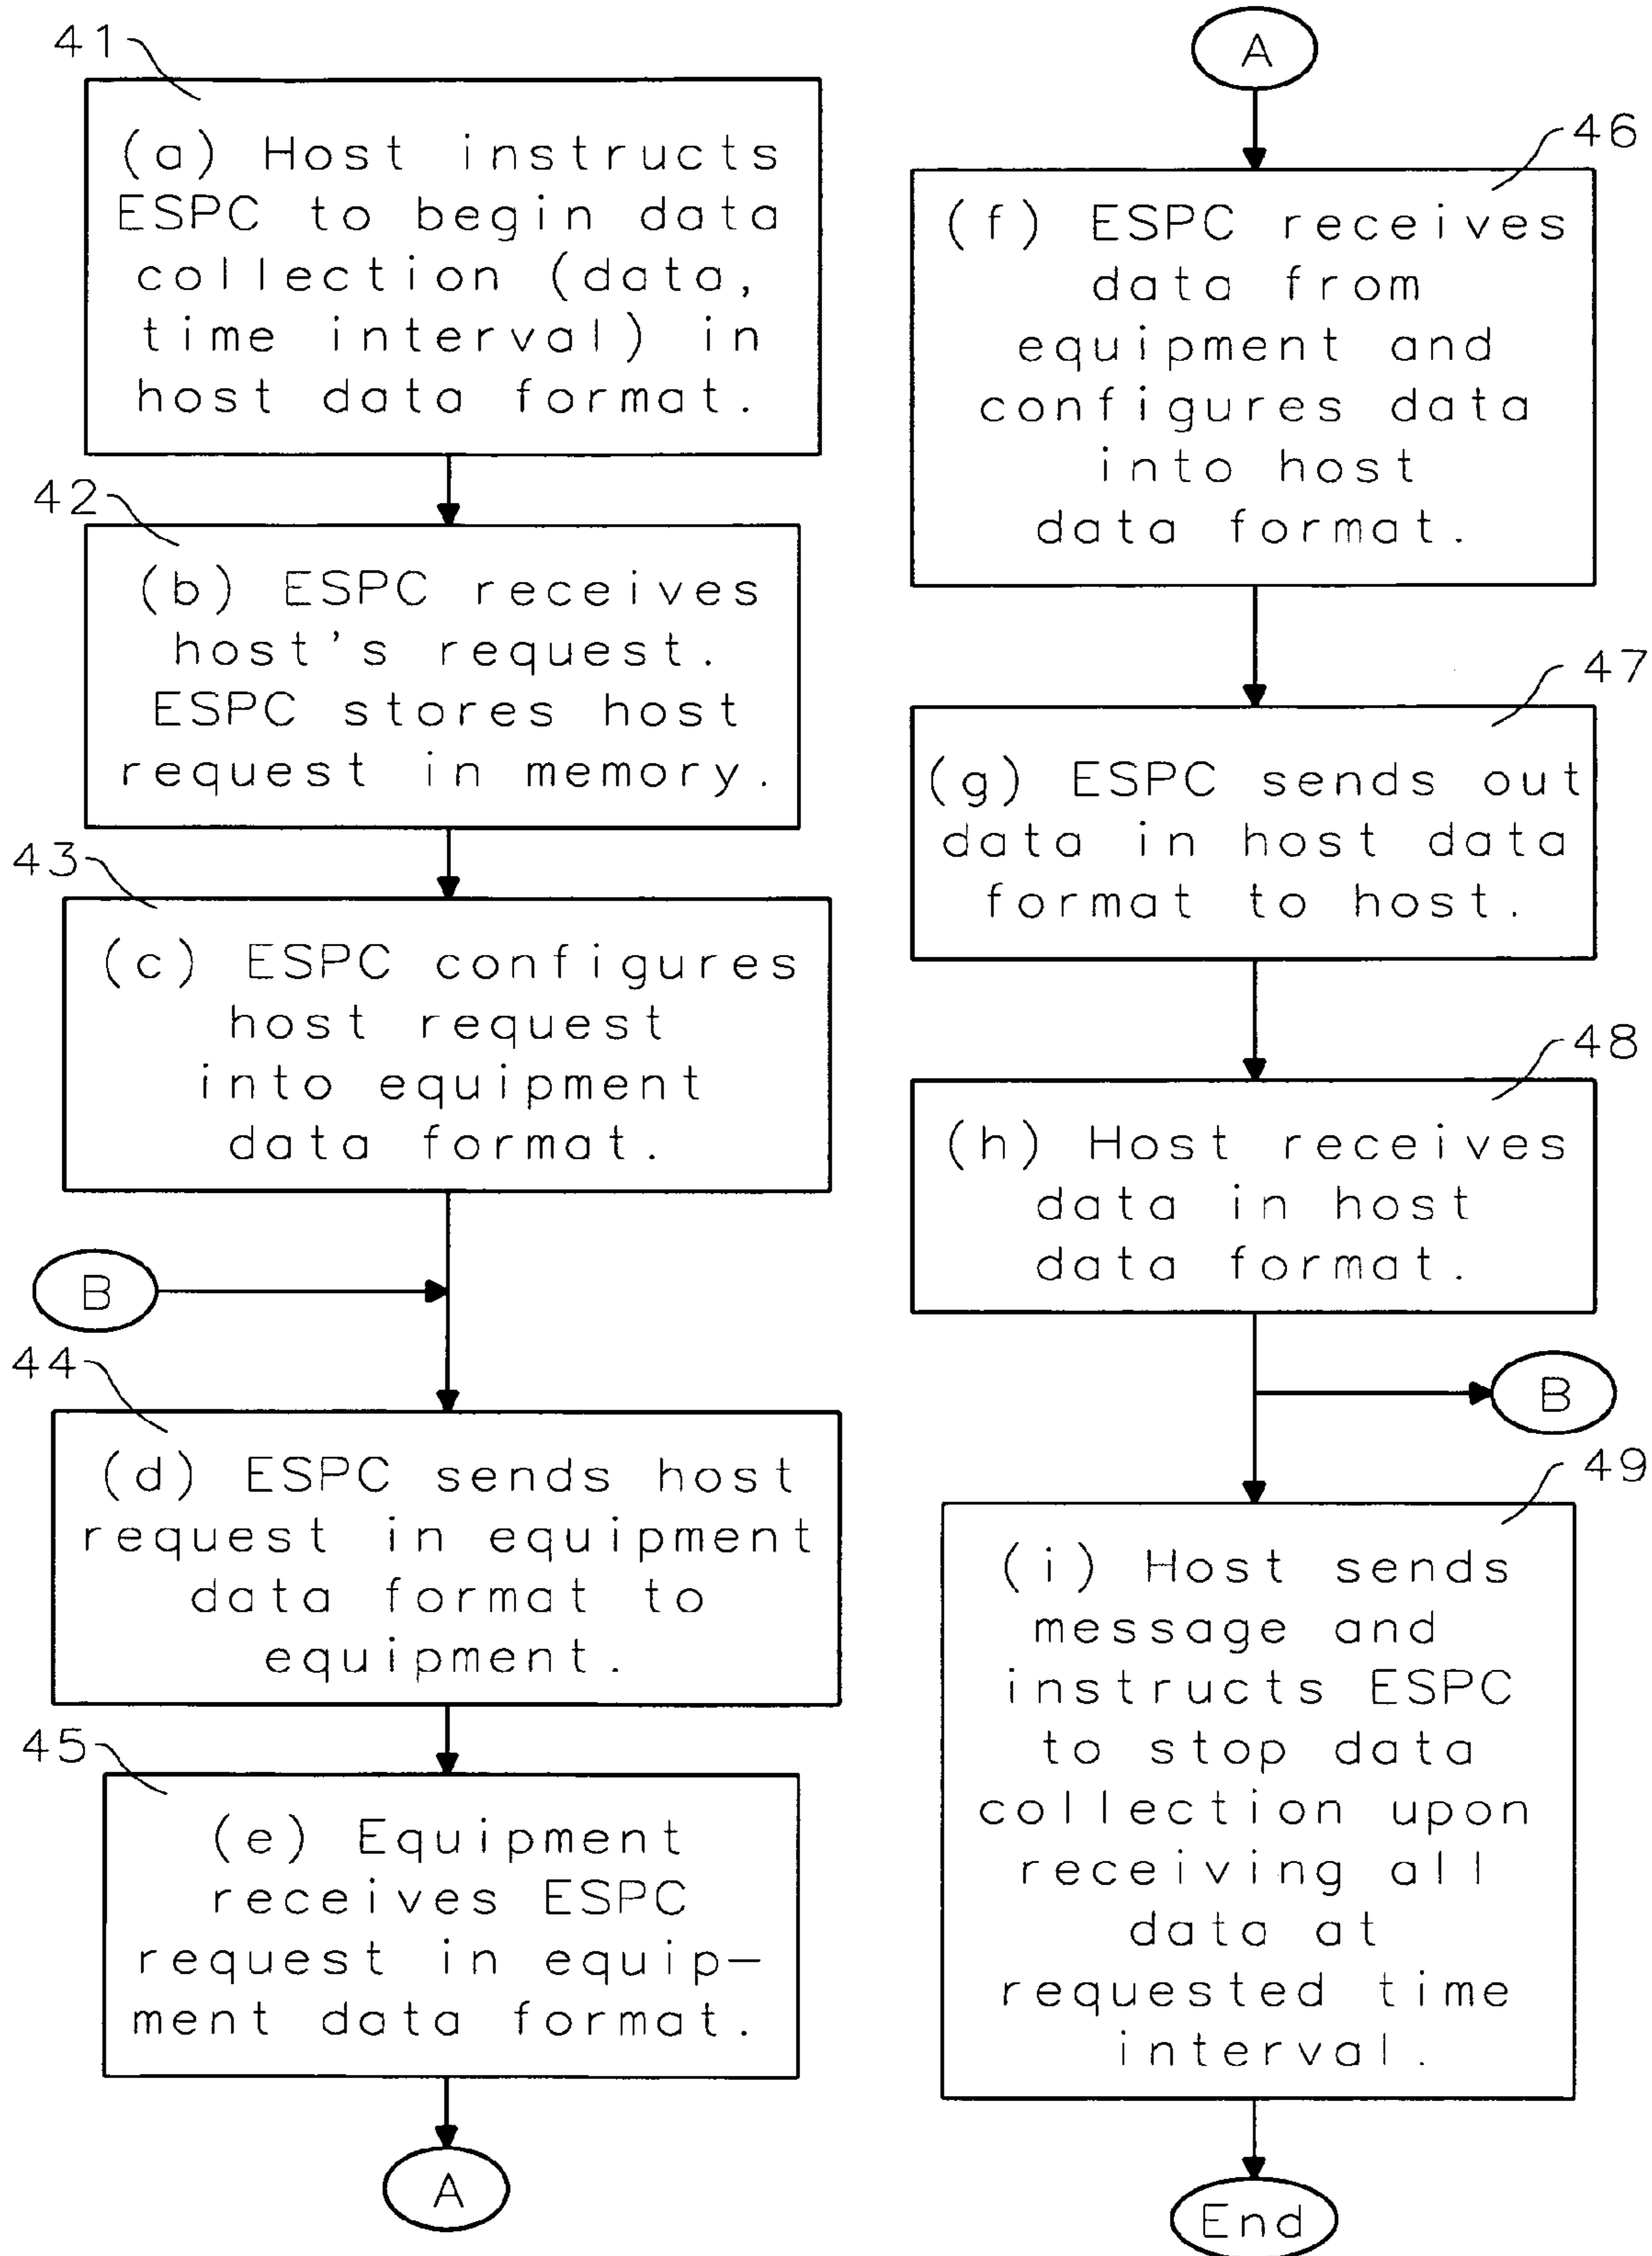 41
(a) Host instructs
ESPC to begin data
collection (data,
time interval) in
host data format.
42
(b) ESPC receives
host's request.
ESPC stores host
request in memory.
43
(c) ESPC configures
host request
into equipment
data format.
B
44
(d) ESPC sends host
request in equipment
data format to
equipment.
45
(e) Equipment
receives ESPC
request in equip-
ment data format.
A
A
46
(f) ESPC receives
data from
equipment and
configures data
into host
data format.
47
(g) ESPC sends out
data in host data
format to host.
48
(h) Host receives
data in host
data format.
B
49
(i) Host sends
message and
instructs ESPC
to stop data
collection upon
receiving all
data at
requested time
interval.
End